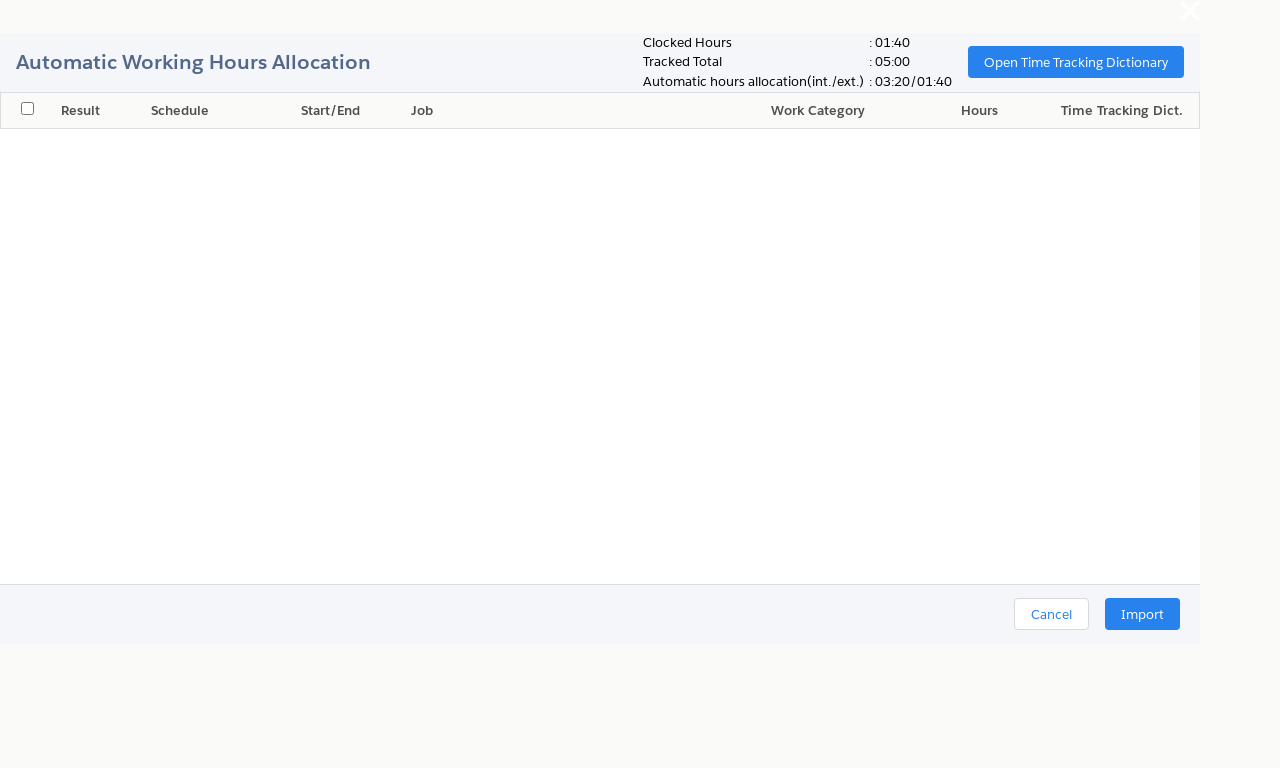 Automatic Working Hours Allocation
Clocked Hours : 01:40
Tracked Total : 05:00
Automatic hours allocation(int./ext.) : 03:20/01:40
Open Time Tracking Dictionary
Result Schedule Start/End Job Work Category Hours Time Tracking Dict.
Cancel Import